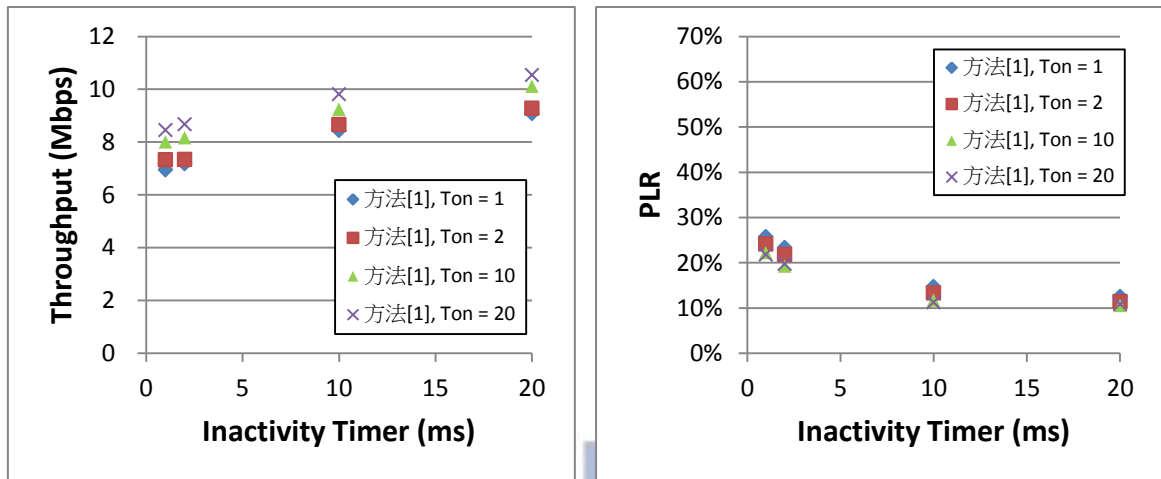 Throughput (Mbps)
12
10
8
6
4
2
0
方法[1], Ton = 1
方法[1], Ton = 2
方法[1], Ton = 10
方法[1], Ton = 20
0
5
10
15
20
Inactivity Timer (ms)
PLR
70%
60%
50%
40%
30%
20%
10%
0%
方法[1], Ton = 1
方法[1], Ton = 2
方法[1], Ton = 10
方法[1], Ton = 20
0
5
10
15
20
Inactivity Timer (ms)